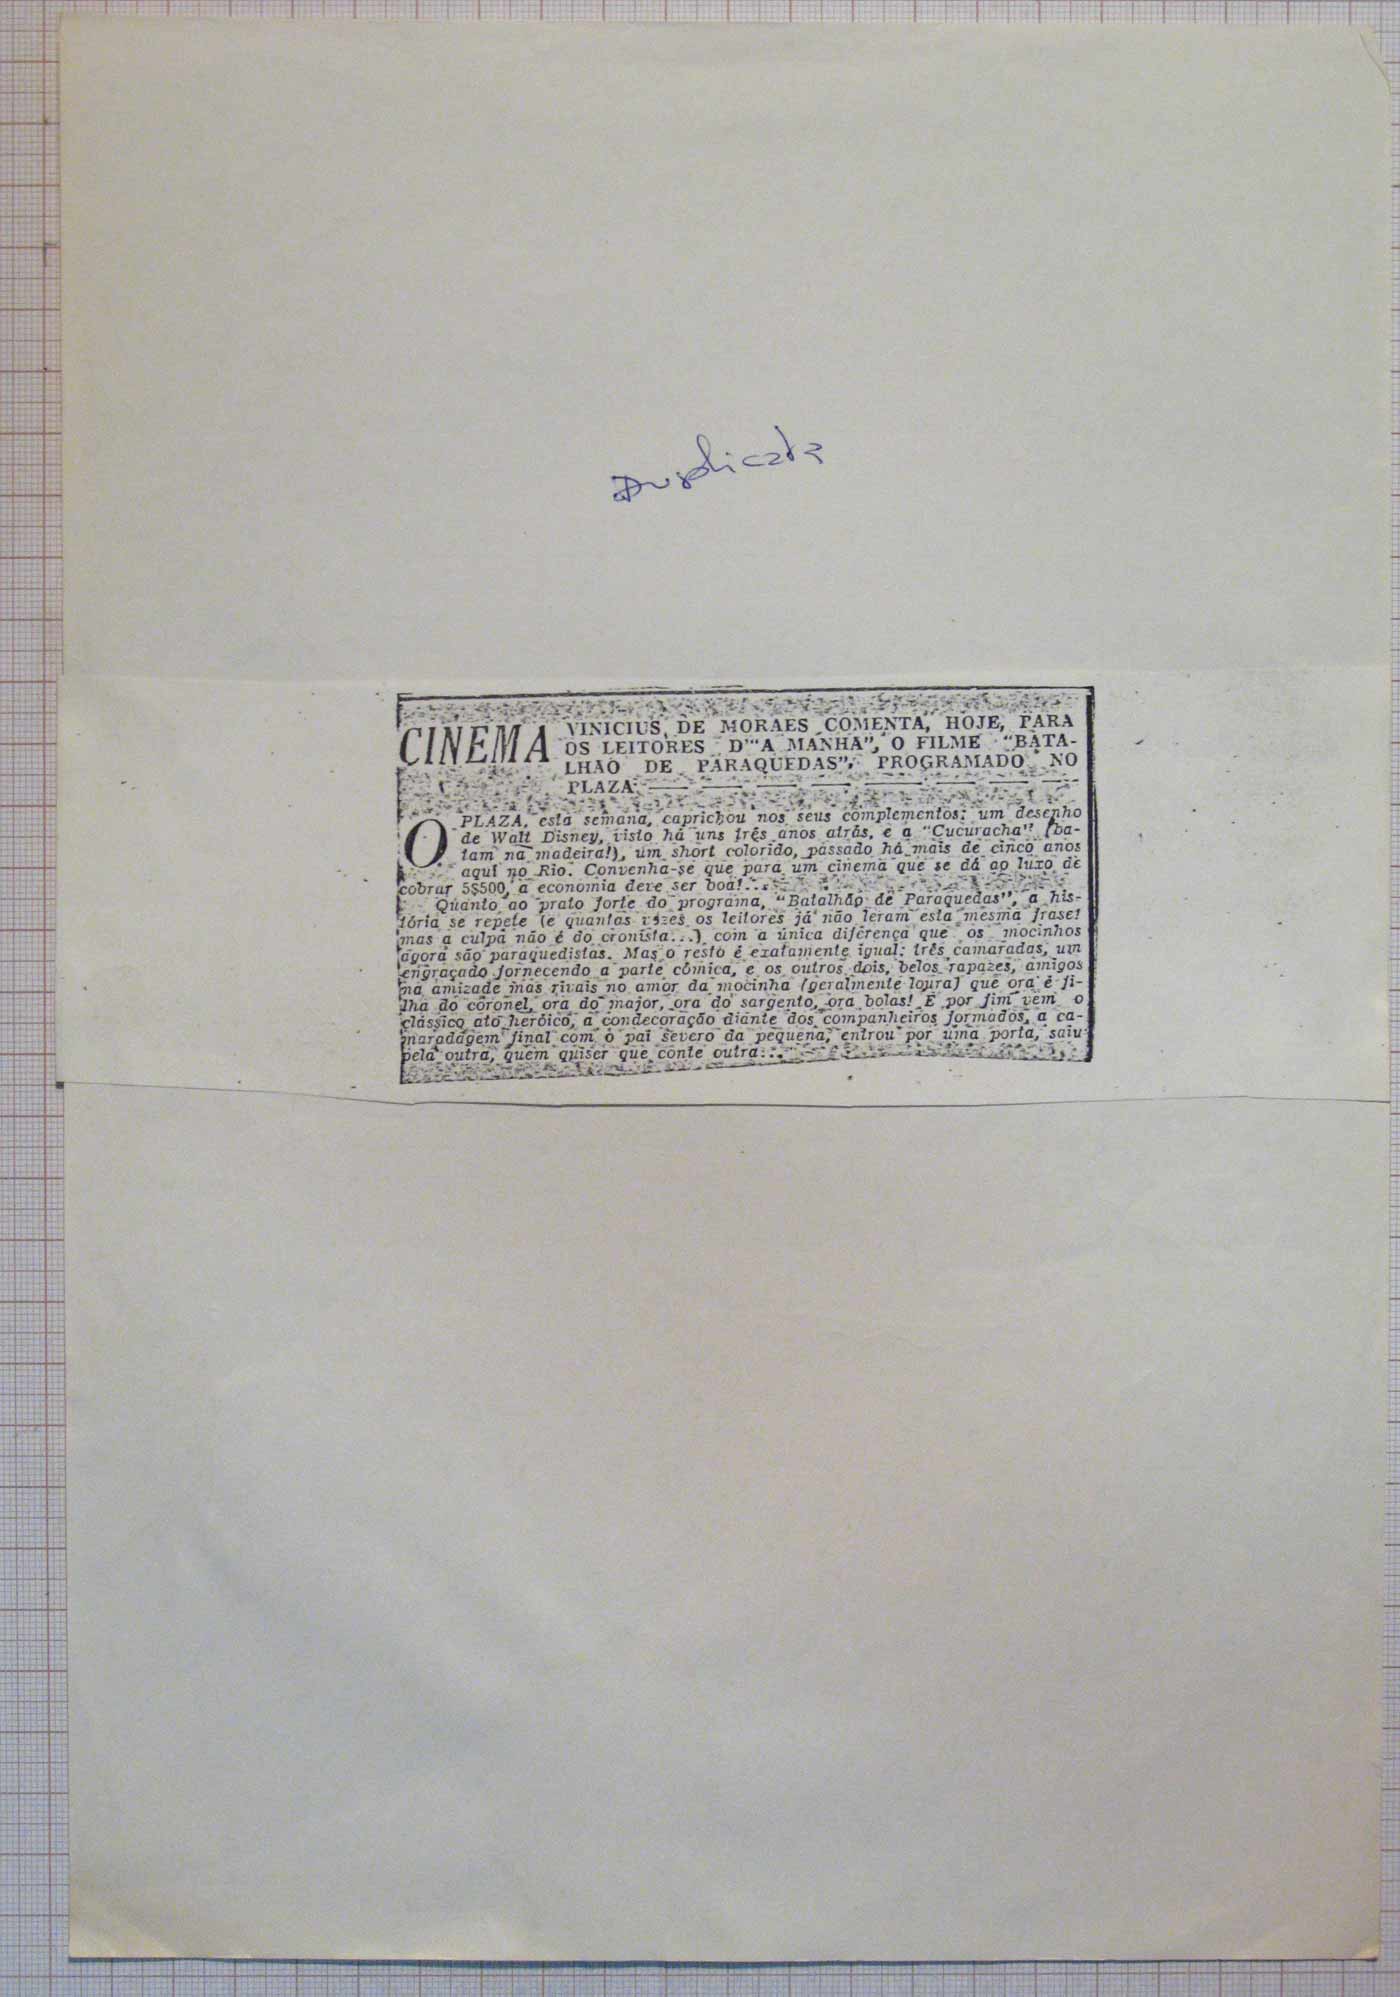 Duplicata
CINEMA
VINICIUS DE MORAES COMENTA, HOJE, PARA
OS LEITORES D'"A MANHÃ", O FILME "BATA-
LHÃO DE PARAQUEDAS", PROGRAMADO NO
PLAZA
O PLAZA, esta semana, caprichou nos seus complementos: um desenho
de Walt Disney, visto há uns três anos atrás, e a "Cucuracha" (ba-
tam na madeira!), um short colorido, passado há mais de cinco anos
aqui no Rio. Convenha-se que para um cinema que se dá ao luxo de
cobrar 5$500, a economia deve ser boa!...
Quanto ao prato forte do programa, "Batalhão de Paraquedas", a his-
tória se repete (e quantas vezes os leitores já não leram esta mesma frase!
mas a culpa não é do cronista...) com a única diferença que os mocinhos
agora são paraquedistas. Mas o resto é exatamente igual: três camaradas, um
engraçado fornecendo a parte cômica, e os outros dois, belos rapazes, amigos
na amizade mas rivais no amor da mocinha (geralmente loura) que ora é fi-
lha do coronel, ora do major, ora do sargento, ora bolas! E por fim vem o
clássico ato heróico, a condecoração diante dos companheiros formados, a ca-
maradagem final com o pai severo da pequena, entrou por uma porta, saiu
pela outra, quem quiser que conte outra...